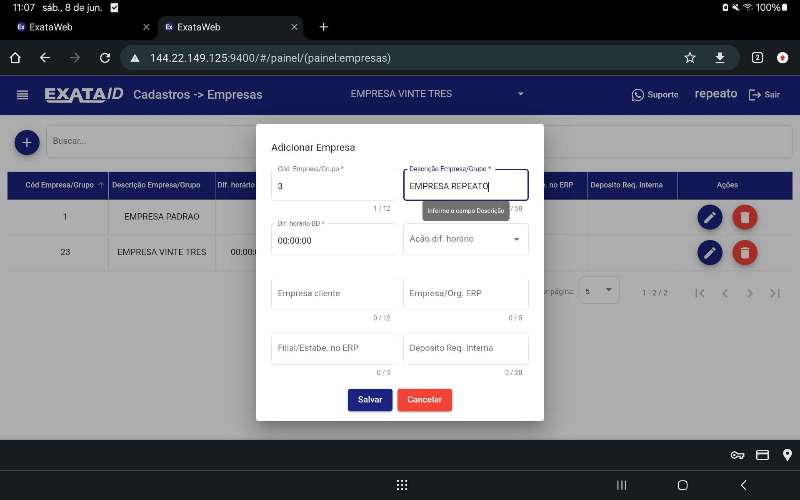 11:07 sáb., 8 de jun.
100%
Ex ExataWeb
Ex ExataWeb
144.22.149.125:9400/#/painel/(painel:empresas)
2
EXATA ID
Cadastros -> Empresas
EMPRESA VINTE TRES
Suporte
repeato
Sair
Buscar...
Cód Empresa/Grupo
Descrição Empresa/Grupo
Dif. horário
no ERP
Deposito Req. Interna
Ações
1
EMPRESA PADRAO
23
EMPRESA VINTE TRES
00:0
página:
5
1 - 2 / 2
Adicionar Empresa
Cód. Empresa/Grupo *
3
1 / 12
Descrição Empresa/Grupo *
EMPRESA REPEATO
/ 50
Informe o campo Descrição
Dif. horário BD *
00:00:00
Ação dif. horário
Empresa cliente
0 / 12
Empresa/Org. ERP
0 / 5
Filial/Estabe. no ERP
0 / 5
Deposito Req. Interna
0 / 20
Salvar
Cancelar